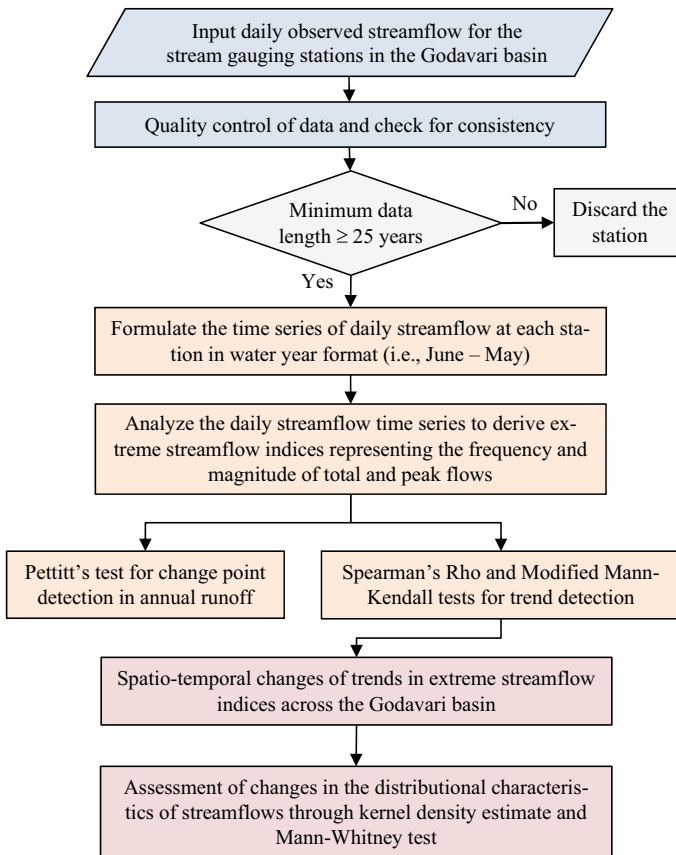 Input daily observed streamflow for the
stream gauging stations in the Godavari basin
Quality control of data and check for consistency
Minimum data
length ≥ 25 years
No
Discard the
station
Yes
Formulate the time series of daily streamflow at each sta-
tion in water year format (i.e., June – May)
Analyze the daily streamflow time series to derive ex-
treme streamflow indices representing the frequency and
magnitude of total and peak flows
Pettitt’s test for change point
detection in annual runoff
Spearman’s Rho and Modified Mann-
Kendall tests for trend detection
Spatio-temporal changes of trends in extreme streamflow
indices across the Godavari basin
Assessment of changes in the distributional characteris-
tics of streamflows through kernel density estimate and
Mann-Whitney test